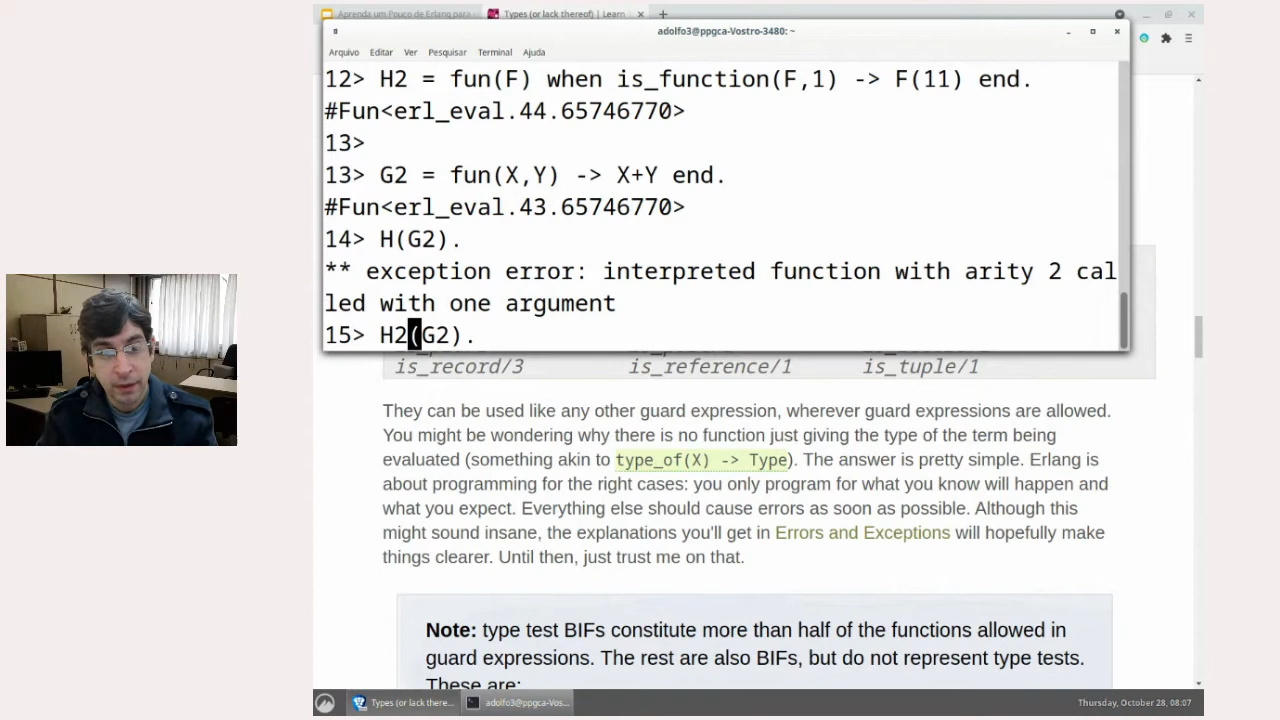 Aprenda um Pouco de Erlang para
Types (or lack thereof) | Learn
adolfo3@ppgca-Vostro-3480: ~
Arquivo Editar Ver Pesquisar Terminal Ajuda
12> H2 = fun(F) when is_function(F,1) -> F(11) end.
#Fun<erl_eval.44.65746770>
13>
13> G2 = fun(X,Y) -> X+Y end.
#Fun<erl_eval.43.65746770>
14> H(G2).
** exception error: interpreted function with arity 2 cal
led with one argument
15> H2(G2).
is_record/3 is_reference/1 is_tuple/1
They can be used like any other guard expression, wherever guard expressions are allowed.
You might be wondering why there is no function just giving the type of the term being
evaluated (something akin to type_of(X) -> Type). The answer is pretty simple. Erlang is
about programming for the right cases: you only program for what you know will happen and
what you expect. Everything else should cause errors as soon as possible. Although this
might sound insane, the explanations you'll get in Errors and Exceptions will hopefully make
things clearer. Until then, just trust me on that.
Note: type test BIFs constitute more than half of the functions allowed in
guard expressions. The rest are also BIFs, but do not represent type tests.
These are:
Types (or lack there... adolfo3@ppgca-Vos... Thursday, October 28, 08:07